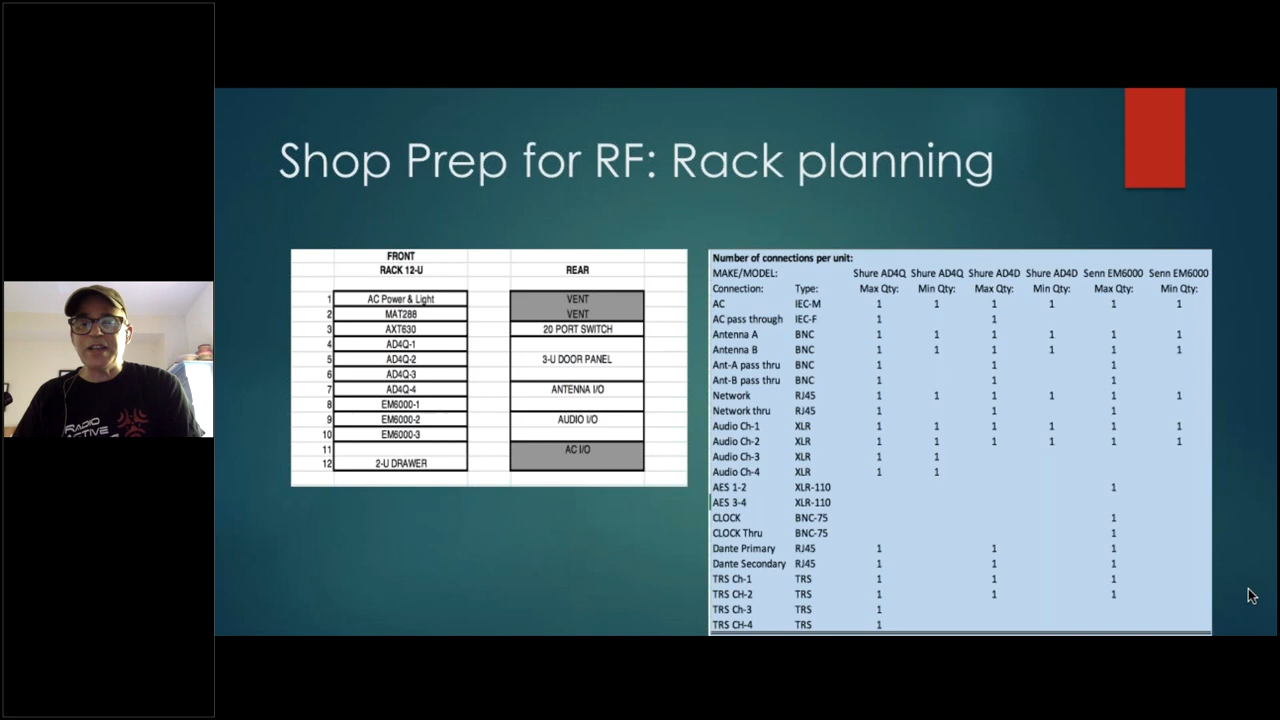 Shop Prep for RF: Rack planning
FRONT
RACK 12-U REAR
1 AC Power & Light VENT
2 MAT288 VENT
3 AXT630 20 PORT SWITCH
4 AD4Q-1
5 AD4Q-2 3-U DOOR PANEL
6 AD4Q-3
7 AD4Q-4 ANTENNA I/O
8 EM6000-1
9 EM6000-2 AUDIO I/O
10 EM6000-3
11 AC I/O
12 2-U DRAWER
Number of connections per unit:
MAKE/MODEL: Shure AD4Q Shure AD4Q Shure AD4D Shure AD4D Senn EM6000 Senn EM6000
Connection: Type: Max Qty: Min Qty: Max Qty: Min Qty: Max Qty: Min Qty:
AC IEC-M 1 1 1 1 1 1
AC pass through IEC-F 1 1
Antenna A BNC 1 1 1 1 1 1
Antenna B BNC 1 1 1 1 1 1
Ant-A pass thru BNC 1 1 1
Ant-B pass thru BNC 1 1 1
Network RJ45 1 1 1 1 1 1
Network thru RJ45 1 1 1
Audio Ch-1 XLR 1 1 1 1 1 1
Audio Ch-2 XLR 1 1 1 1 1 1
Audio Ch-3 XLR 1 1
Audio Ch-4 XLR 1 1
AES 1-2 XLR-110 1
AES 3-4 XLR-110
CLOCK BNC-75 1
CLOCK Thru BNC-75 1
Dante Primary RJ45 1 1 1
Dante Secondary RJ45 1 1 1
TRS Ch-1 TRS 1 1 1
TRS CH-2 TRS 1 1 1
TRS Ch-3 TRS 1
TRS CH-4 TRS 1
RADIO
ACTIVE